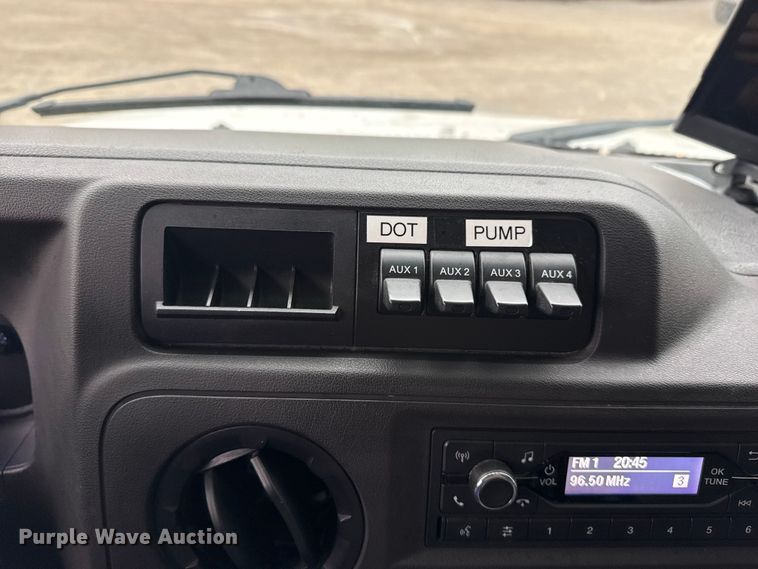 DOT PUMP
AUX 1 AUX 2 AUX 3 AUX 4
FM 1 20:45
96.50 MHz 3
VOL
OK
TUNE
1 2 3 4 5 6
Purple Wave Auction